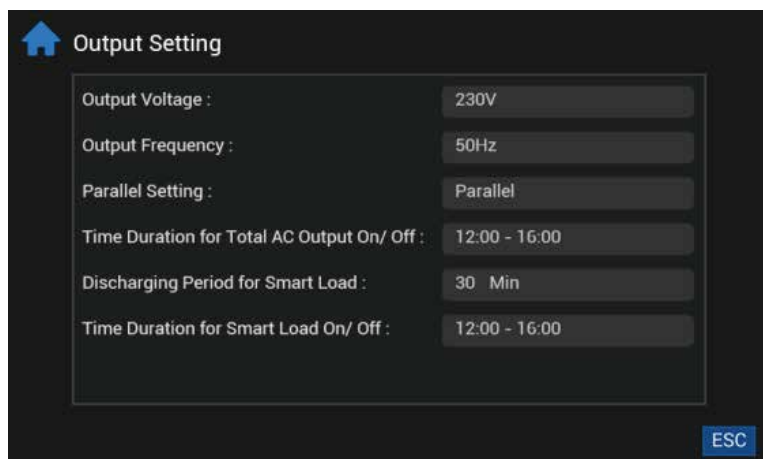 Output Setting
Output Voltage : 230V
Output Frequency : 50Hz
Parallel Setting : Parallel
Time Duration for Total AC Output On/ Off : 12:00 - 16:00
Discharging Period for Smart Load : 30 Min
Time Duration for Smart Load On/ Off : 12:00 - 16:00
ESC